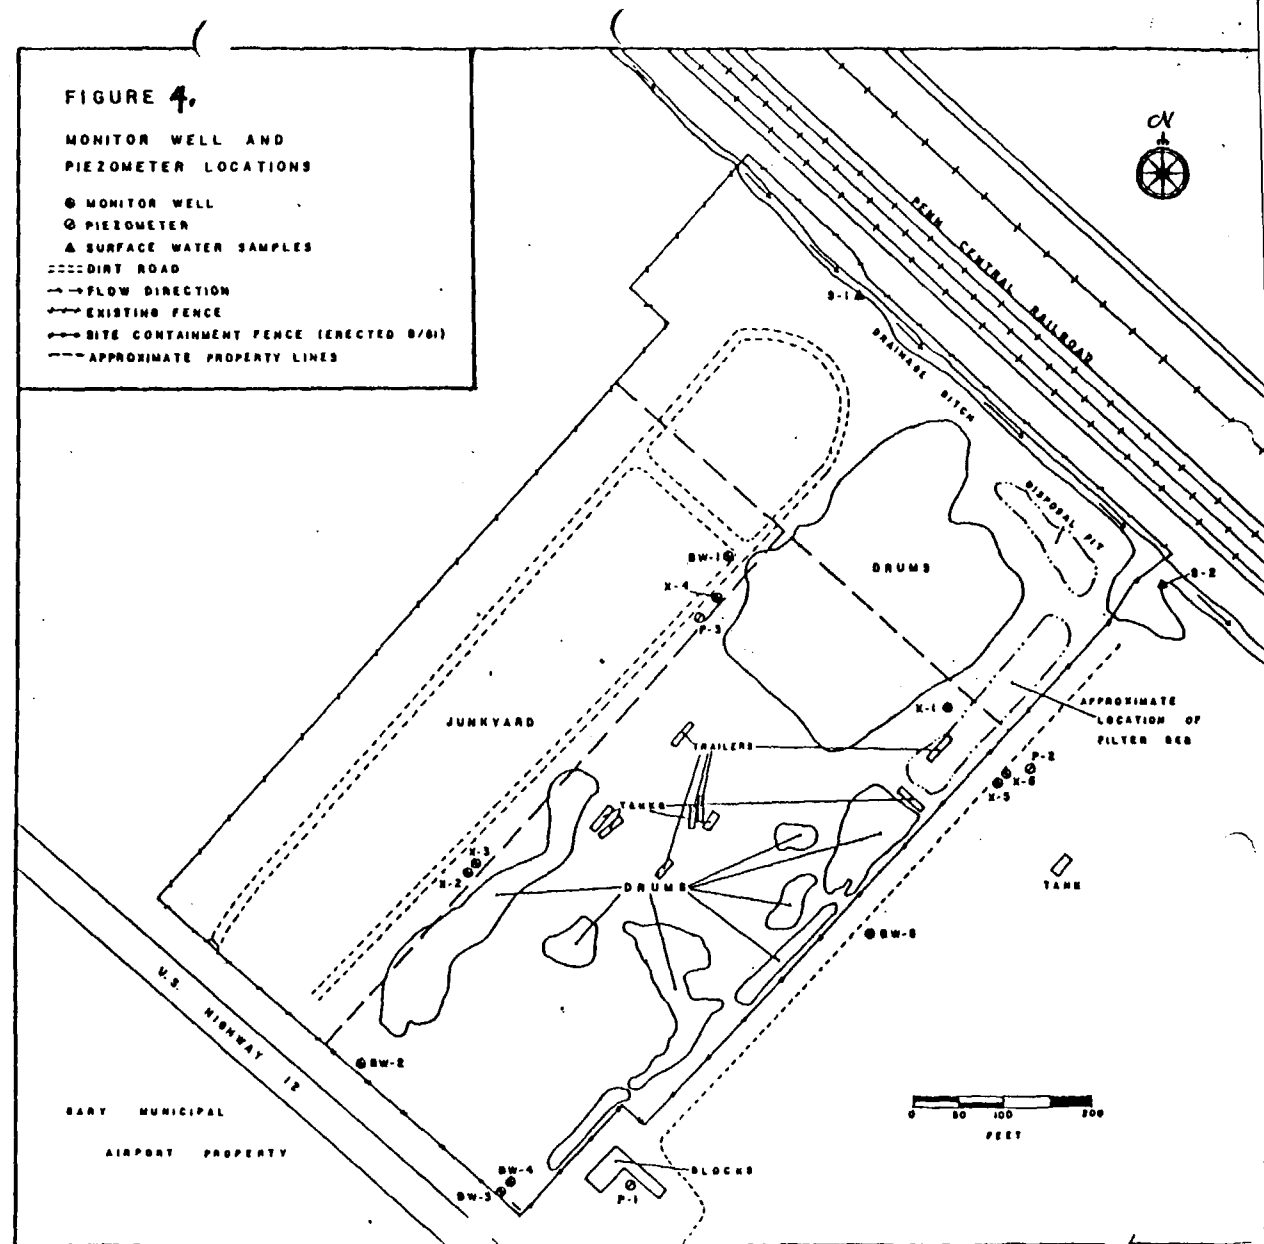 FIGURE 4.
MONITOR WELL AND
PIEZOMETER LOCATIONS
MONITOR WELL
PIEZOMETER
SURFACE WATER SAMPLES
DIRT ROAD
FLOW DIRECTION
EXISTING FENCE
SITE CONTAINMENT FENCE (ERECTED 8/81)
APPROXIMATE PROPERTY LINES
N
PENN CENTRAL RAILROAD
S-1
DRAINAGE DITCH
DISPOSAL PIT
BW-1
DRUMS
S-2
X-4
P-3
X-1
APPROXIMATE
LOCATION OF
FILTER BED
JUNKYARD
TRAILERS
P-2
X-6
X-5
TANKS
X-3
X-2
DRUMS
TANK
BW-5
U.S. HIGHWAY 12
BW-2
GARY MUNICIPAL
AIRPORT PROPERTY
0 50 100 200
FEET
BW-4
BW-3
BLOCKS
P-1